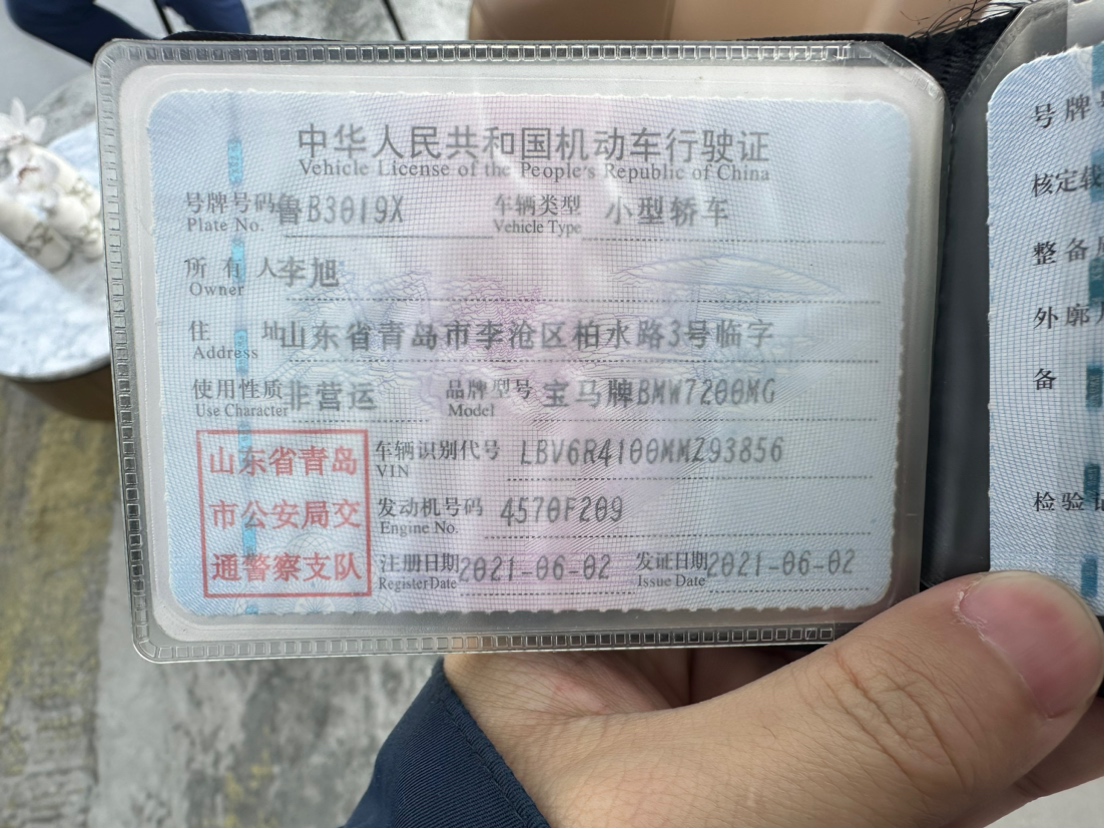 中华人民共和国机动车行驶证
Vehicle License of the People's Republic of China
号牌号码 鲁B3019X 车辆类型 小型轿车
Plate No. Vehicle Type
所有人 李旭
Owner
住址 山东省青岛市李沧区柏水路3号临字
Address
使用性质 非营运 品牌型号 宝马牌BMW7200MG
Use Character Model
山东省青岛
市公安局交
通警察支队
车辆识别代号 LBV6R4100MMZ93856
VIN
发动机号码 4570F209
Engine No.
注册日期 2021-06-02 发证日期 2021-06-02
Register Date Issue Date
号牌
核定载
整备
外廓
备
检验记